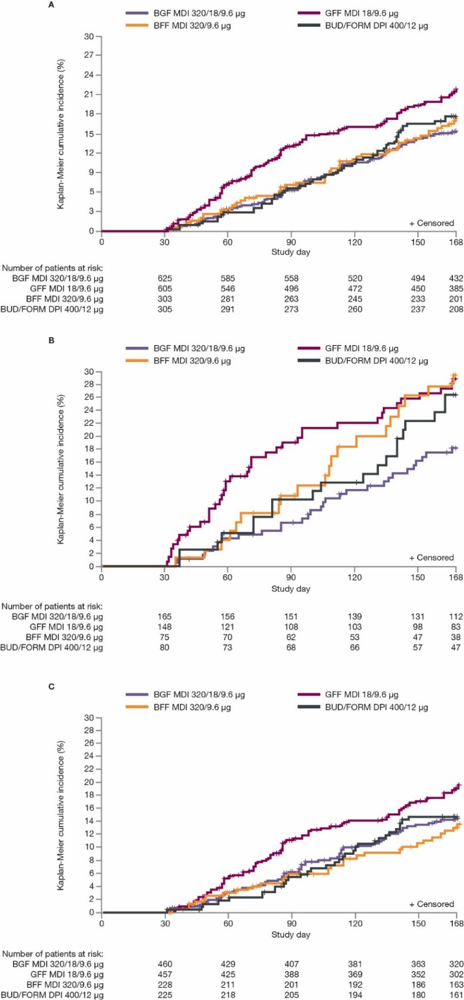 A
BGF MDI 320/18/9.6 µg GFF MDI 18/9.6 µg
BFF MDI 320/9.6 µg BUD/FORM DPI 400/12 µg
Kaplan-Meier cumulative incidence (%)
30
27
24
21
18
15
12
9
5
3
0
+ Censored
0 30 60 90 120 150 168
Study day
Number of patients at risk:
BGF MDI 320/18/9.6 µg 625 585 558 520 494 432
GFF MDI 18/9.6 µg 605 546 496 472 450 385
BFF MDI 320/9.6 µg 303 281 263 245 233 201
BUD/FORM DPI 400/12 µg 305 291 273 260 237 208
B
BGF MDI 320/18/9.6 µg GFF MDI 18/9.6 µg
BFF MDI 320/9.6 µg BUD/FORM DPI 400/12 µg
Kaplan-Meier cumulative incidence (%)
30
28
26
24
22
20
18
16
14
12
10
8
6
4
2
0
+ Censored
0 30 60 90 120 150 168
Study day
Number of patients at risk:
BGF MDI 320/18/9.6 µg 165 156 151 139 131 112
GFF MDI 18/9.6 µg 148 121 108 103 98 83
BFF MDI 320/9.6 µg 75 70 62 53 47 38
BUD/FORM DPI 400/12 µg 80 73 68 66 57 47
C
BGF MDI 320/18/9.6 µg GFF MDI 18/9.6 µg
BFF MDI 320/9.6 µg BUD/FORM DPI 400/12 µg
Kaplan-Meier cumulative incidence (%)
30
28
26
24
22
20
18
16
14
12
10
8
6
4
2
0
+ Censored
0 30 60 90 120 150 168
Study day
Number of patients at risk:
BGF MDI 320/18/9.6 µg 460 429 407 381 363 320
GFF MDI 18/9.6 µg 457 425 388 369 352 302
BFF MDI 320/9.6 µg 228 211 201 192 186 163
BUD/FORM DPI 400/12 µg 225 218 205 194 180 161